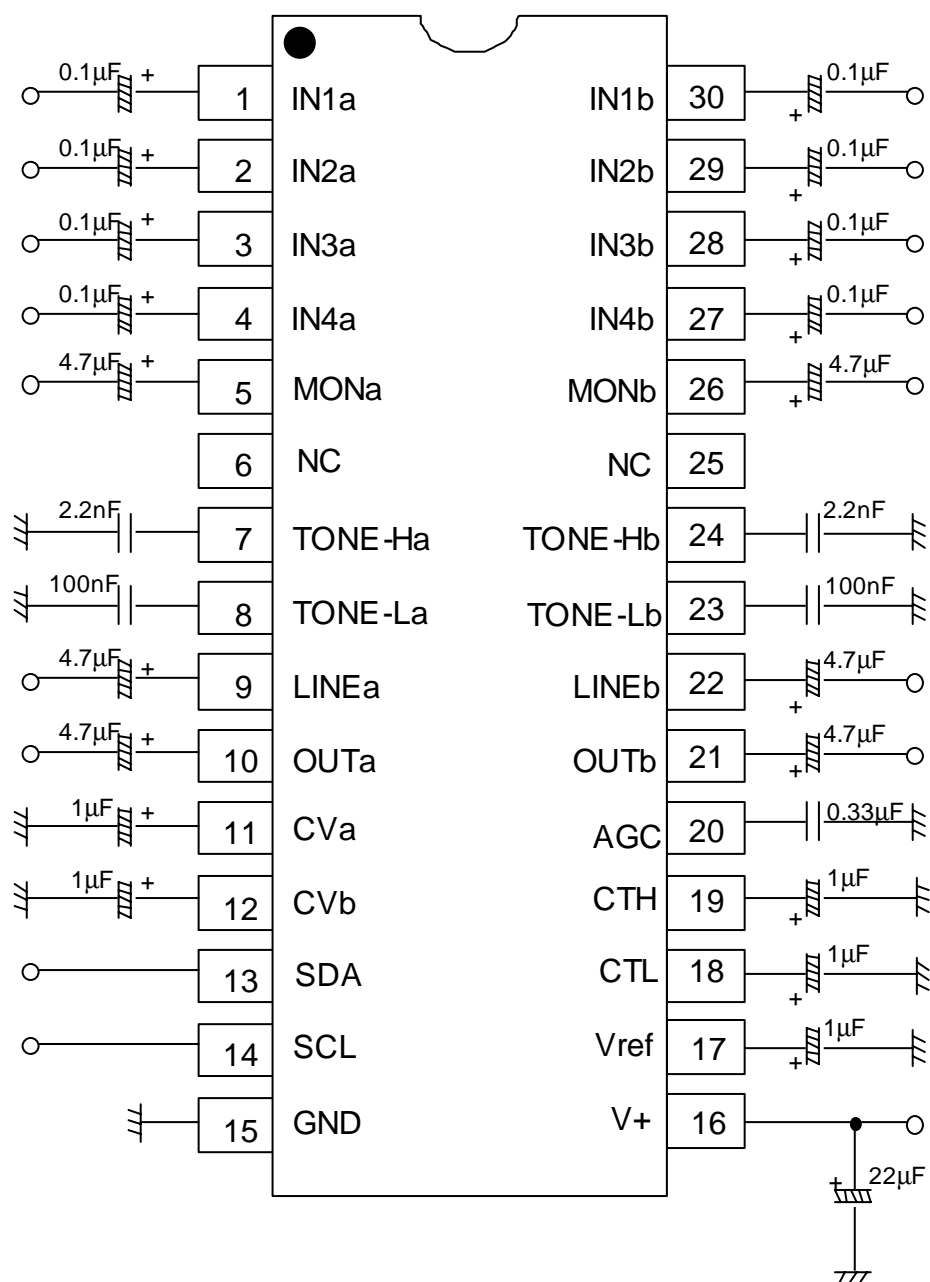 0.1µF + 1 IN1a IN1b 30 + 0.1µF
0.1µF + 2 IN2a IN2b 29 + 0.1µF
0.1µF + 3 IN3a IN3b 28 + 0.1µF
0.1µF + 4 IN4a IN4b 27 + 0.1µF
4.7µF + 5 MONa MONb 26 + 4.7µF
6 NC NC 25
2.2nF 7 TONE-Ha TONE-Hb 24 2.2nF
100nF 8 TONE-La TONE-Lb 23 100nF
4.7µF + 9 LINEa LINEb 22 + 4.7µF
4.7µF + 10 OUTa OUTb 21 + 4.7µF
1µF + 11 CVa AGC 20 0.33µF
1µF + 12 CVb CTH 19 + 1µF
13 SDA CTL 18 + 1µF
14 SCL Vref 17 + 1µF
15 GND V+ 16
+ 22µF